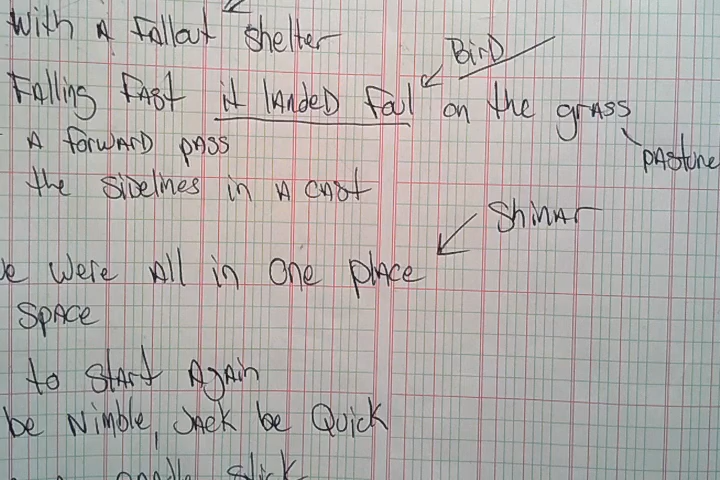 With A Fallout Shelter
BirD
Falling Fast it lAnDeD foul on the grASS
pASture
A forwArD pASS
the SiDelines in A cASt
ShinAr
e were All in One plAce
SpAce
to StArt AgAin
be Nimble, JAck be Quick